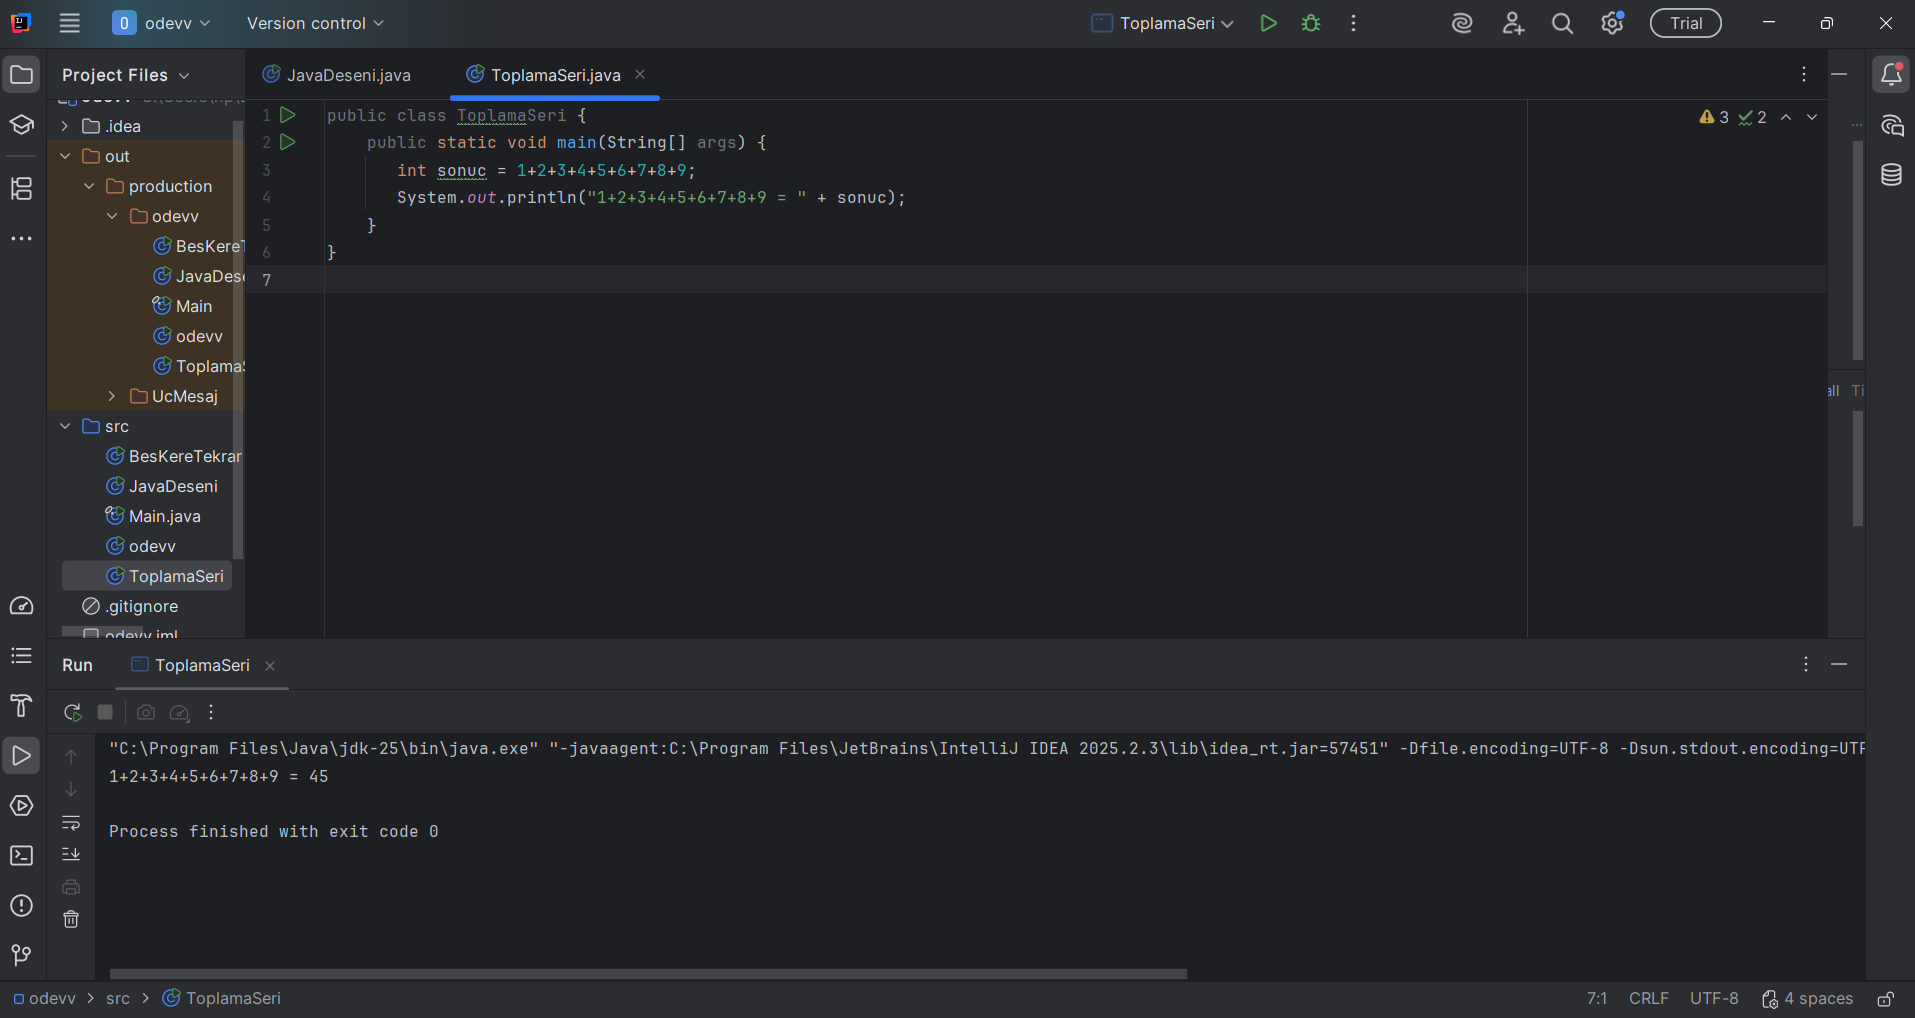 odevv
Version control
ToplamaSeri
Trial
Project Files
JavaDeseni.java
ToplamaSeri.java
.idea
out
production
odevv
BesKereT
JavaDese
Main
odevv
ToplamaS
UcMesaj
src
BesKereTekrar
JavaDeseni
Main.java
odevv
ToplamaSeri
.gitignore
odevv.iml
1 public class ToplamaSeri {
2 public static void main(String[] args) {
3 int sonuc = 1+2+3+4+5+6+7+8+9;
4 System.out.println("1+2+3+4+5+6+7+8+9 = " + sonuc);
5 }
6 }
7
3 2
all Ti
Run
ToplamaSeri
"C:\Program Files\Java\jdk-25\bin\java.exe" "-javaagent:C:\Program Files\JetBrains\IntelliJ IDEA 2025.2.3\lib\idea_rt.jar=57451" -Dfile.encoding=UTF-8 -Dsun.stdout.encoding=UTF
1+2+3+4+5+6+7+8+9 = 45
Process finished with exit code 0
odevv > src > ToplamaSeri
7:1 CRLF UTF-8 4 spaces